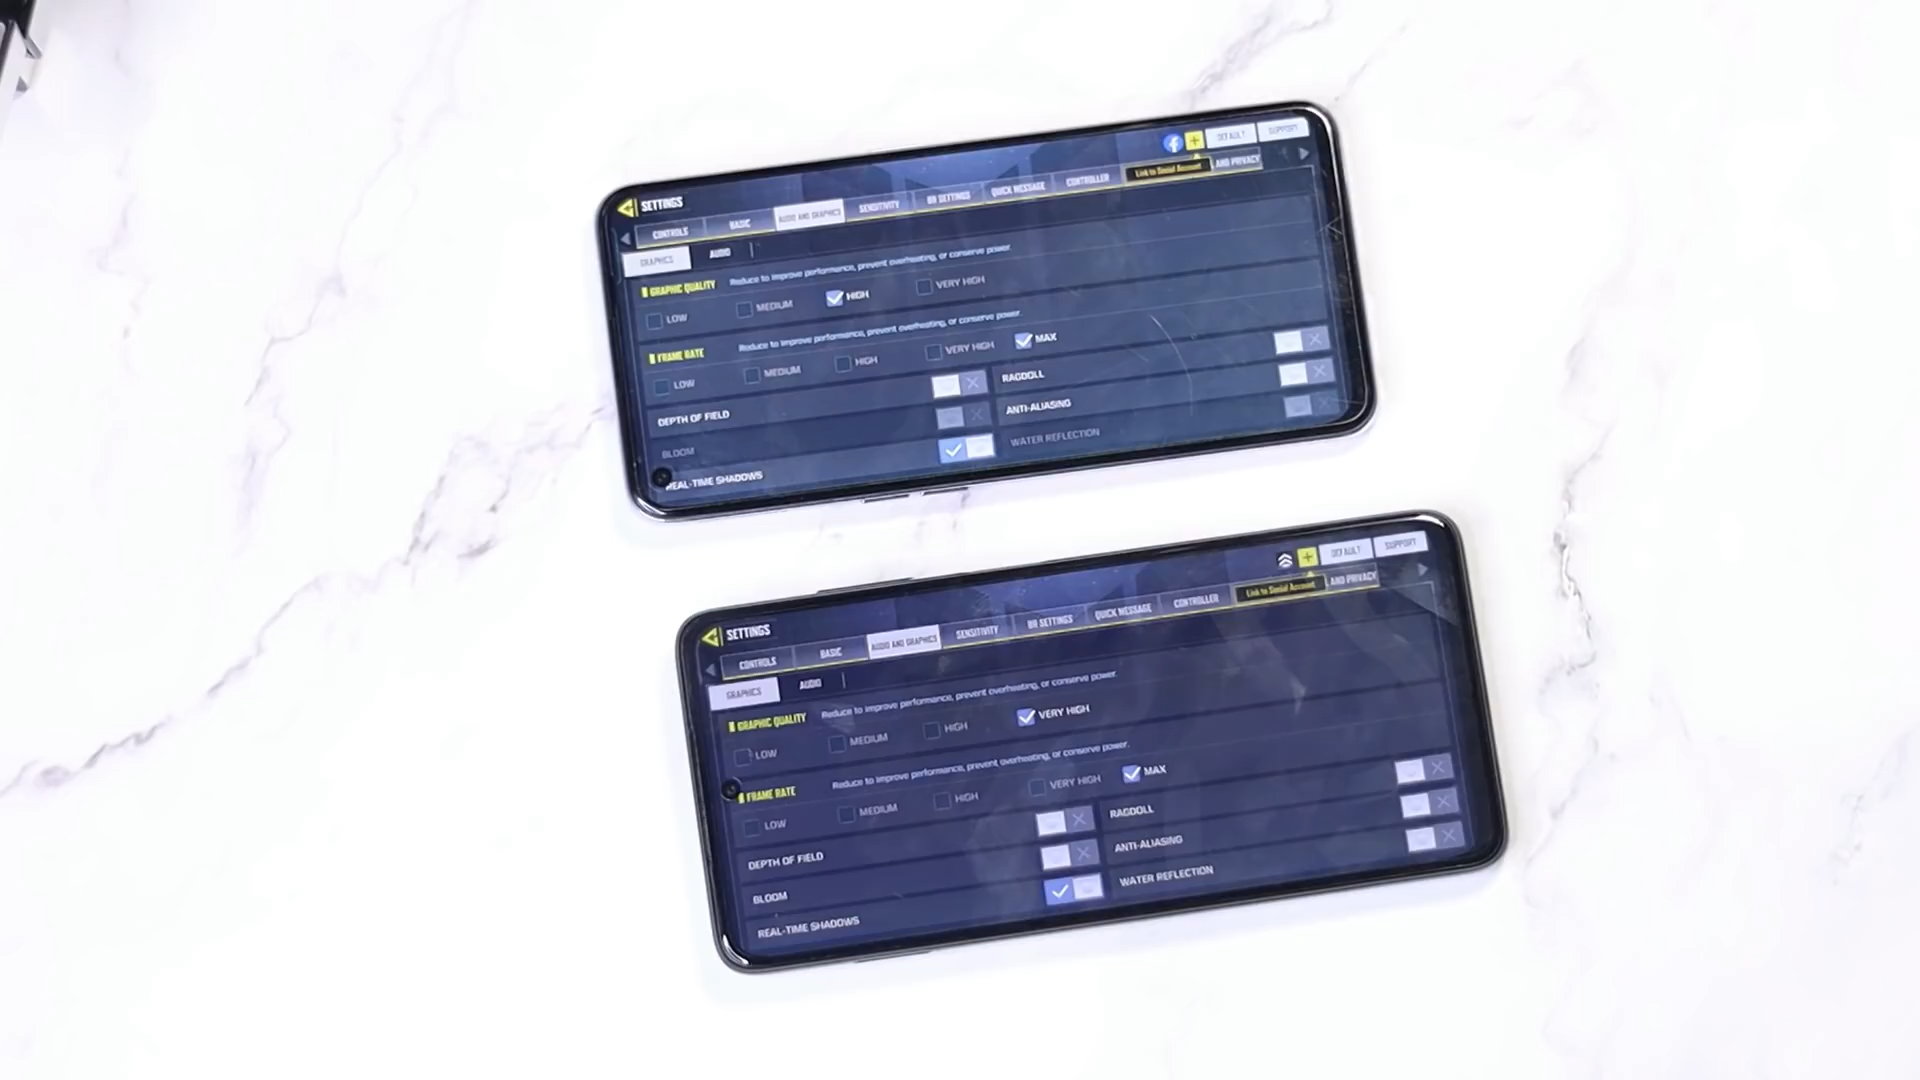 DEFAULT SUPPORT
SETTINGS
CONTROLS BASIC AUDIO AND GRAPHICS SENSITIVITY BR SETTINGS QUICK MESSAGE CONTROLLER Link to Social Account AND PRIVACY
GRAPHICS AUDIO
GRAPHIC QUALITY Reduce to improve performance, prevent overheating, or conserve power.
LOW MEDIUM HIGH VERY HIGH
FRAME RATE Reduce to improve performance, prevent overheating, or conserve power.
LOW MEDIUM HIGH VERY HIGH MAX
DEPTH OF FIELD RAGDOLL
BLOOM ANTI-ALIASING
REAL-TIME SHADOWS WATER REFLECTION
DEFAULT SUPPORT
SETTINGS
CONTROLS BASIC AUDIO AND GRAPHICS SENSITIVITY BR SETTINGS QUICK MESSAGE CONTROLLER Link to Social Account AND PRIVACY
GRAPHICS AUDIO
GRAPHIC QUALITY Reduce to improve performance, prevent overheating, or conserve power.
LOW MEDIUM HIGH VERY HIGH
FRAME RATE Reduce to improve performance, prevent overheating, or conserve power.
LOW MEDIUM HIGH VERY HIGH MAX
DEPTH OF FIELD RAGDOLL
BLOOM ANTI-ALIASING
REAL-TIME SHADOWS WATER REFLECTION